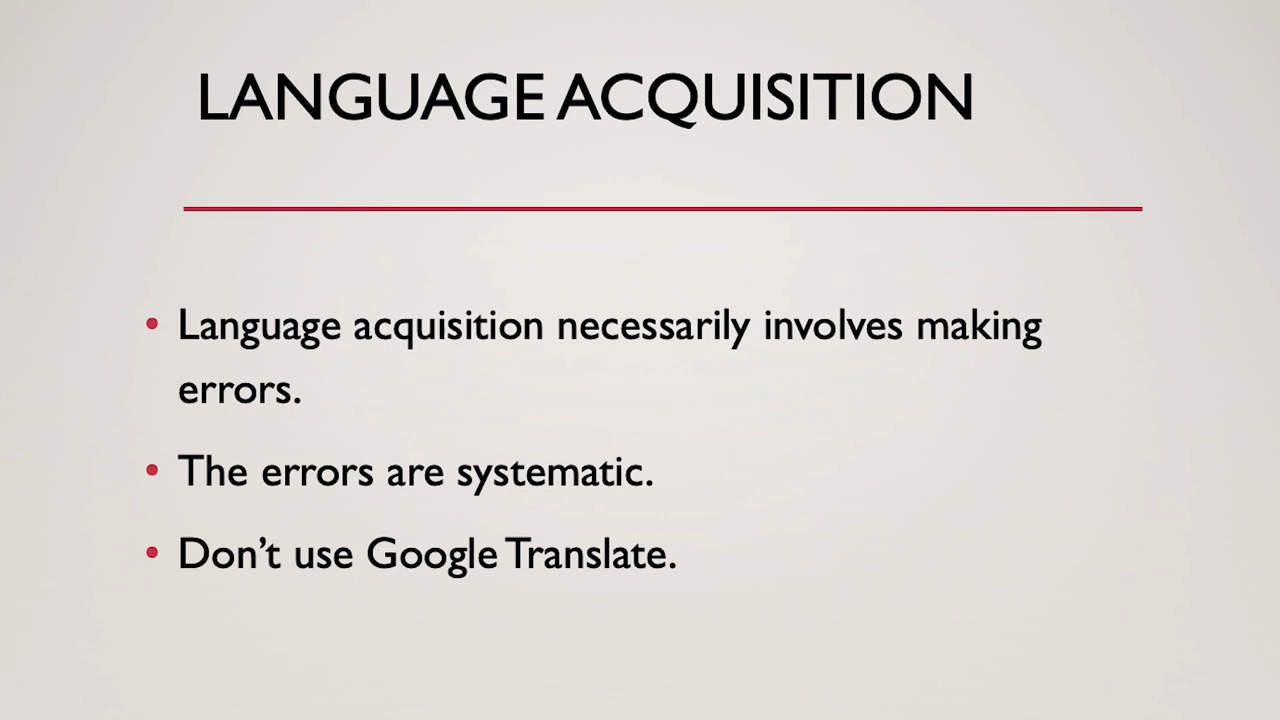 LANGUAGE ACQUISITION
• Language acquisition necessarily involves making
errors.
• The errors are systematic.
• Don’t use Google Translate.